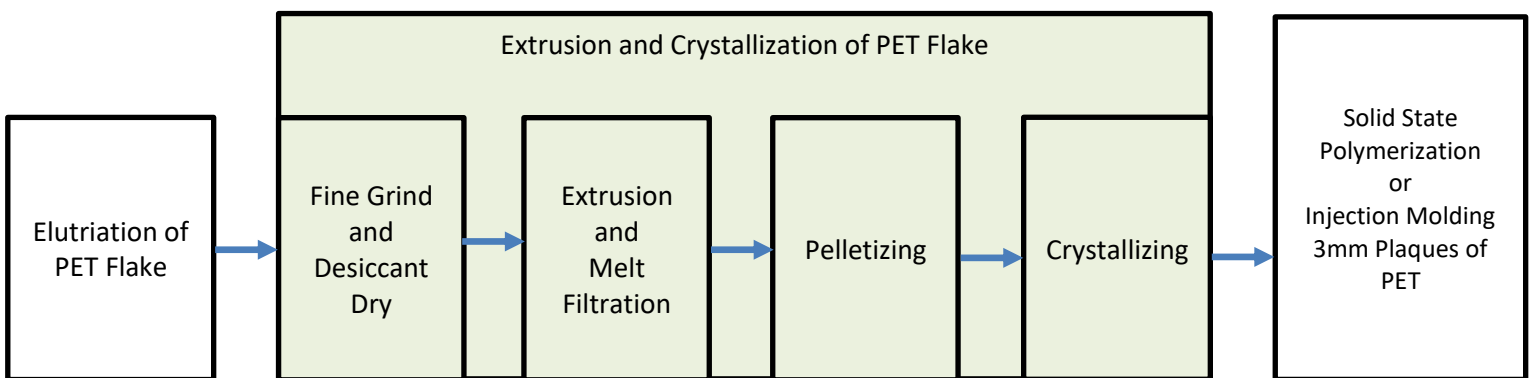 Extrusion and Crystallization of PET Flake
Elutriation of
PET Flake
Fine Grind
and
Desiccant
Dry
Extrusion
and
Melt
Filtration
Pelletizing
Crystallizing
Solid State
Polymerization
or
Injection Molding
3mm Plaques of
PET